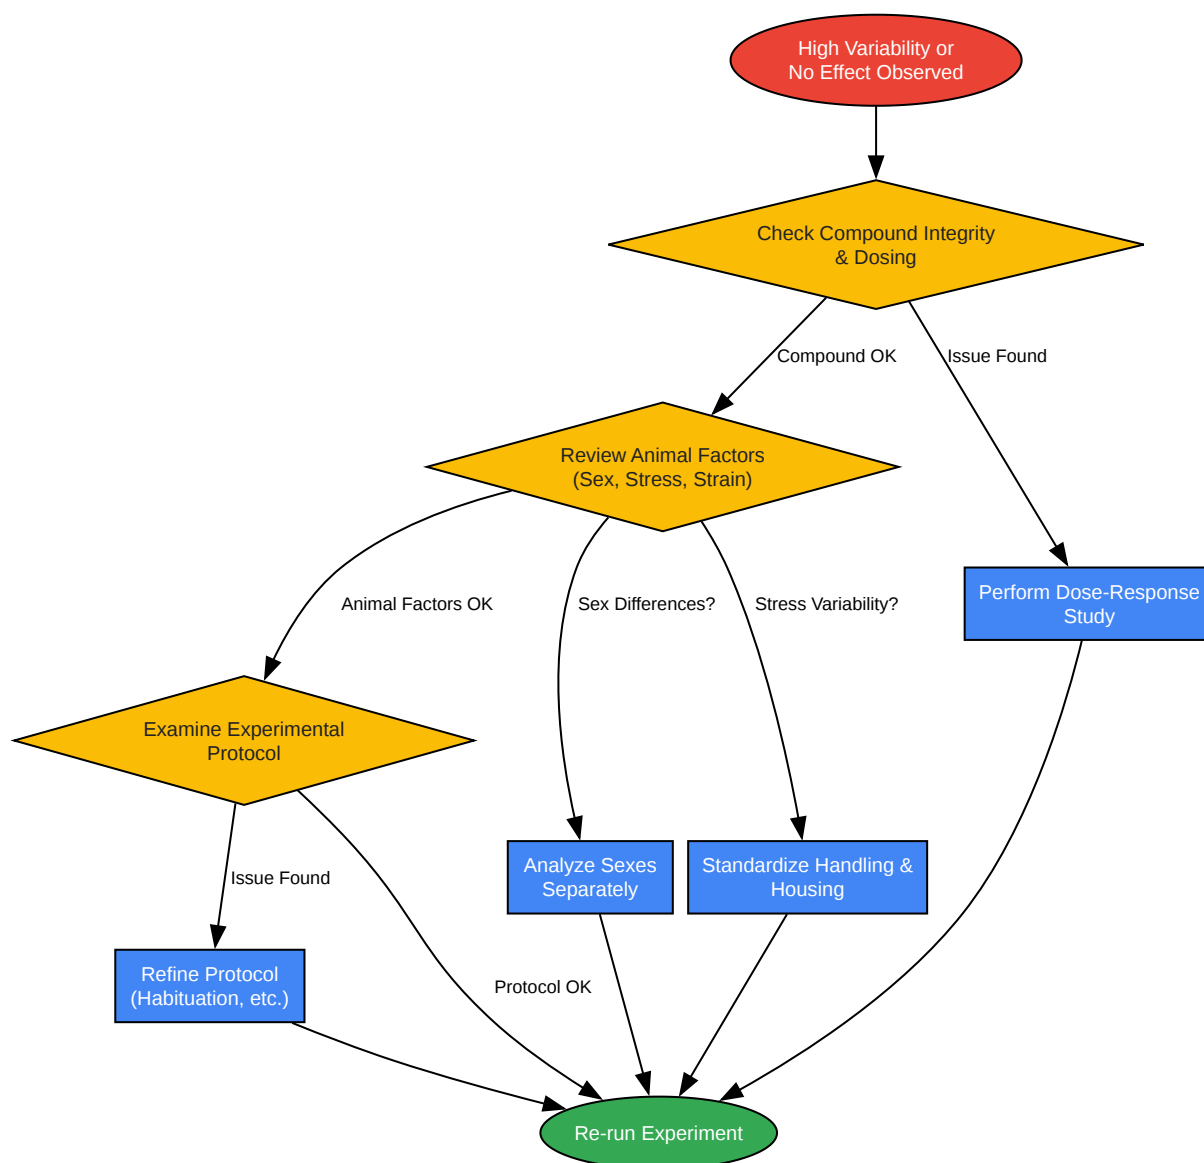 High Variability or
No Effect Observed
Check Compound Integrity
& Dosing
Compound OK
Issue Found
Review Animal Factors
(Sex, Stress, Strain)
Perform Dose-Response
Study
Animal Factors OK
Sex Differences?
Stress Variability?
Examine Experimental
Protocol
Analyze Sexes
Separately
Standardize Handling &
Housing
Issue Found
Refine Protocol
(Habituation, etc.)
Protocol OK
Re-run Experiment